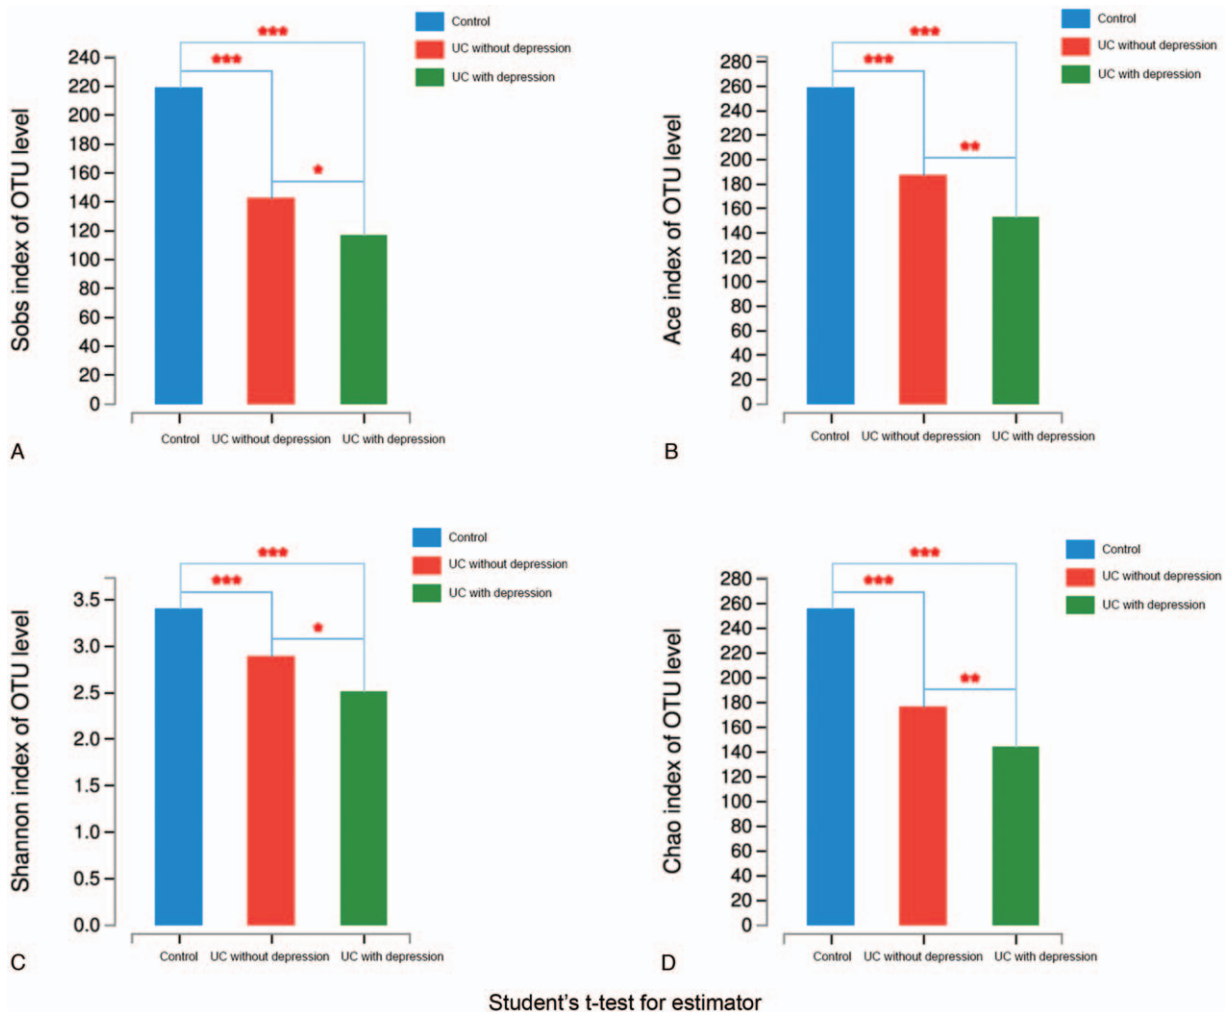 Control
UC without depression
UC with depression
***
***
*
240
220
200
180
160
140
120
100
80
60
40
20
0
Sobs index of OTU level
Control UC without depression UC with depression
A
Control
UC without depression
UC with depression
***
***
**
280
260
240
220
200
180
160
140
120
100
80
60
40
20
0
Ace index of OTU level
Control UC without depression UC with depression
B
Control
UC without depression
UC with depression
***
***
*
3.5
3.0
2.5
2.0
1.5
1.0
0.5
0.0
Shannon index of OTU level
Control UC without depression UC with depression
C
Control
UC without depression
UC with depression
***
***
**
280
260
240
220
200
180
160
140
120
100
80
60
40
20
0
Chao index of OTU level
Control UC without depression UC with depression
D
Student's t-test for estimator